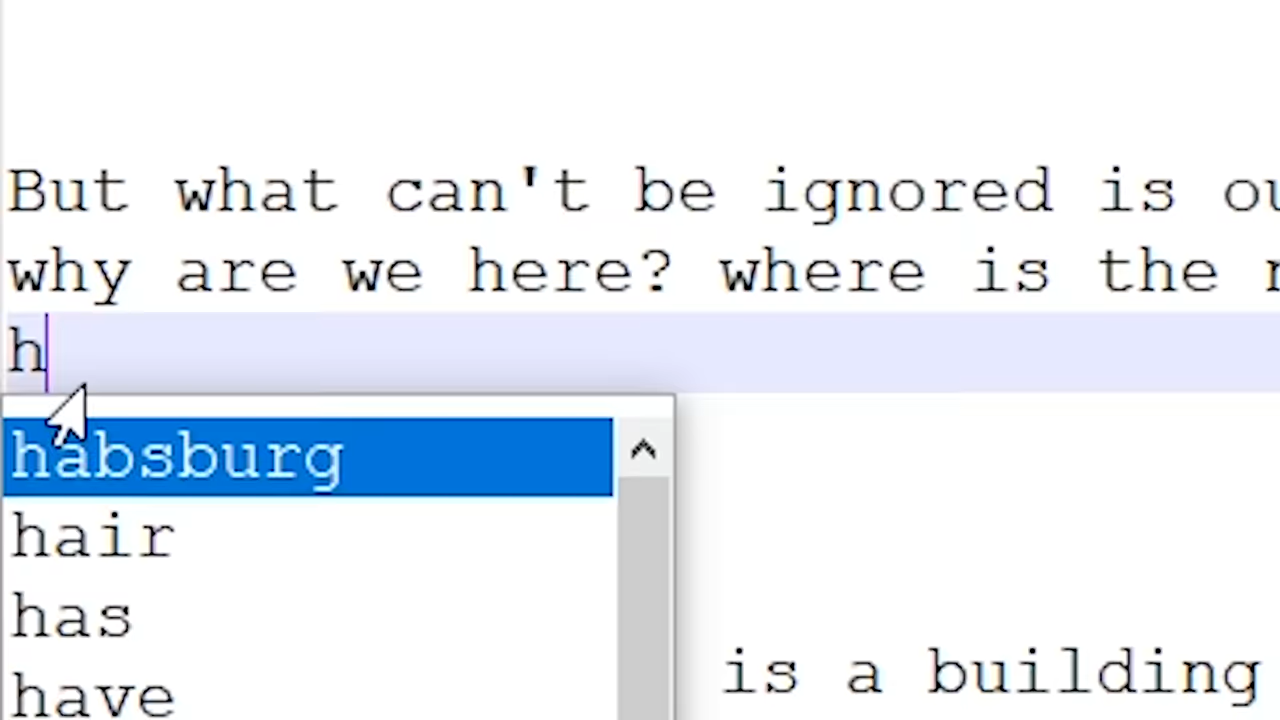 But what can't be ignored is
why are we here? where is the
h
habsburg
hair
has
have
is a building